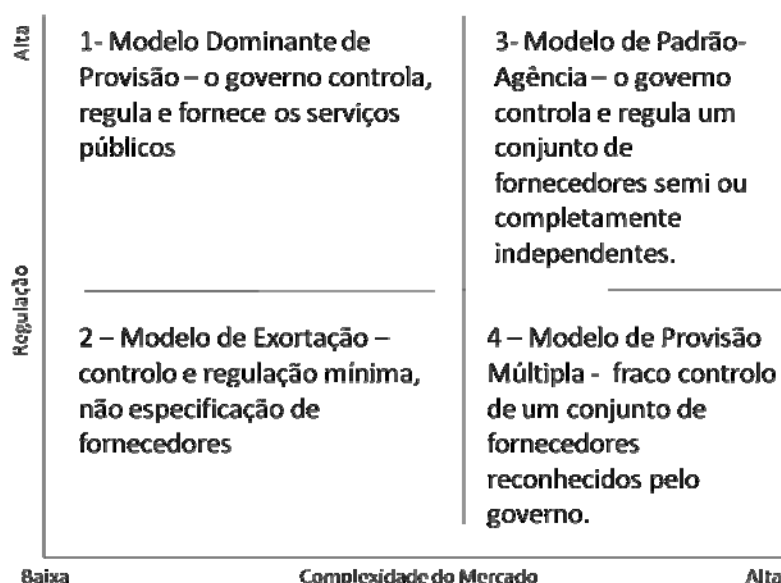 Alta
1- Modelo Dominante de
Provisão – o governo controla,
regula e fornece os serviços
públicos
3- Modelo de Padrão-
Agência – o governo
controla e regula um
conjunto de
fornecedores semi ou
completamente
independentes.
Regulação
2 – Modelo de Exortação –
controlo e regulação mínima,
não especificação de
fornecedores
4 – Modelo de Provisão
Múltipla - fraco controlo
de um conjunto de
fornecedores
reconhecidos pelo
governo.
Baixa
Complexidade do Mercado
Alta